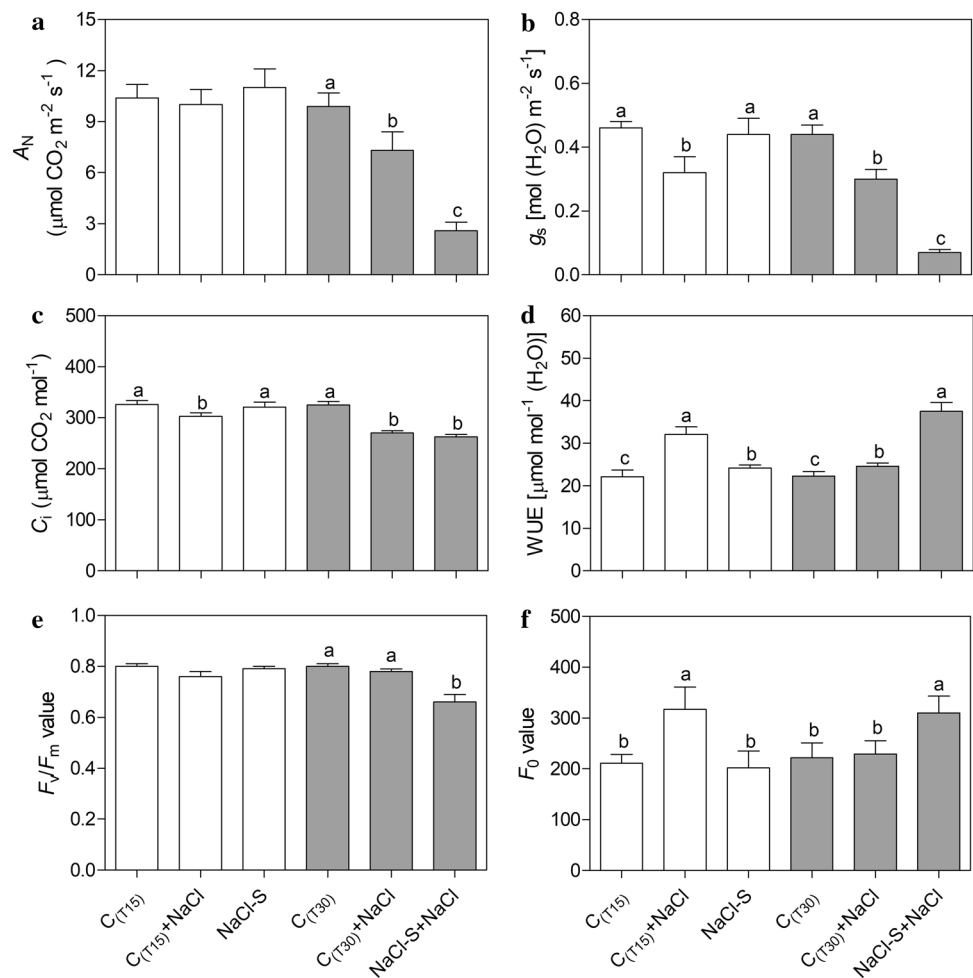 a
15
12
9
6
3
0
A_N
(µmol CO₂ m⁻² s⁻¹)
a
b
c
b
0.8
0.6
0.4
0.2
0.0
g_s [mol (H₂O) m⁻² s⁻¹]
a
b
a
a
b
c
c
500
400
300
200
100
0
C_i (µmol CO₂ mol⁻¹)
a
b
a
a
b
b
d
60
50
40
30
20
10
0
WUE [µmol mol⁻¹ (H₂O)]
c
a
b
c
b
a
e
1.0
0.8
0.6
0.4
0.2
0.0
F_v/F_m value
a
a
b
C(T15)
C(T15)+NaCl
NaCl-S
C(T30)
C(T30)+NaCl
NaCl-S+NaCl
f
500
400
300
200
100
0
F₀ value
b
a
b
b
b
a
C(T15)
C(T15)+NaCl
NaCl-S
C(T30)
C(T30)+NaCl
NaCl-S+NaCl